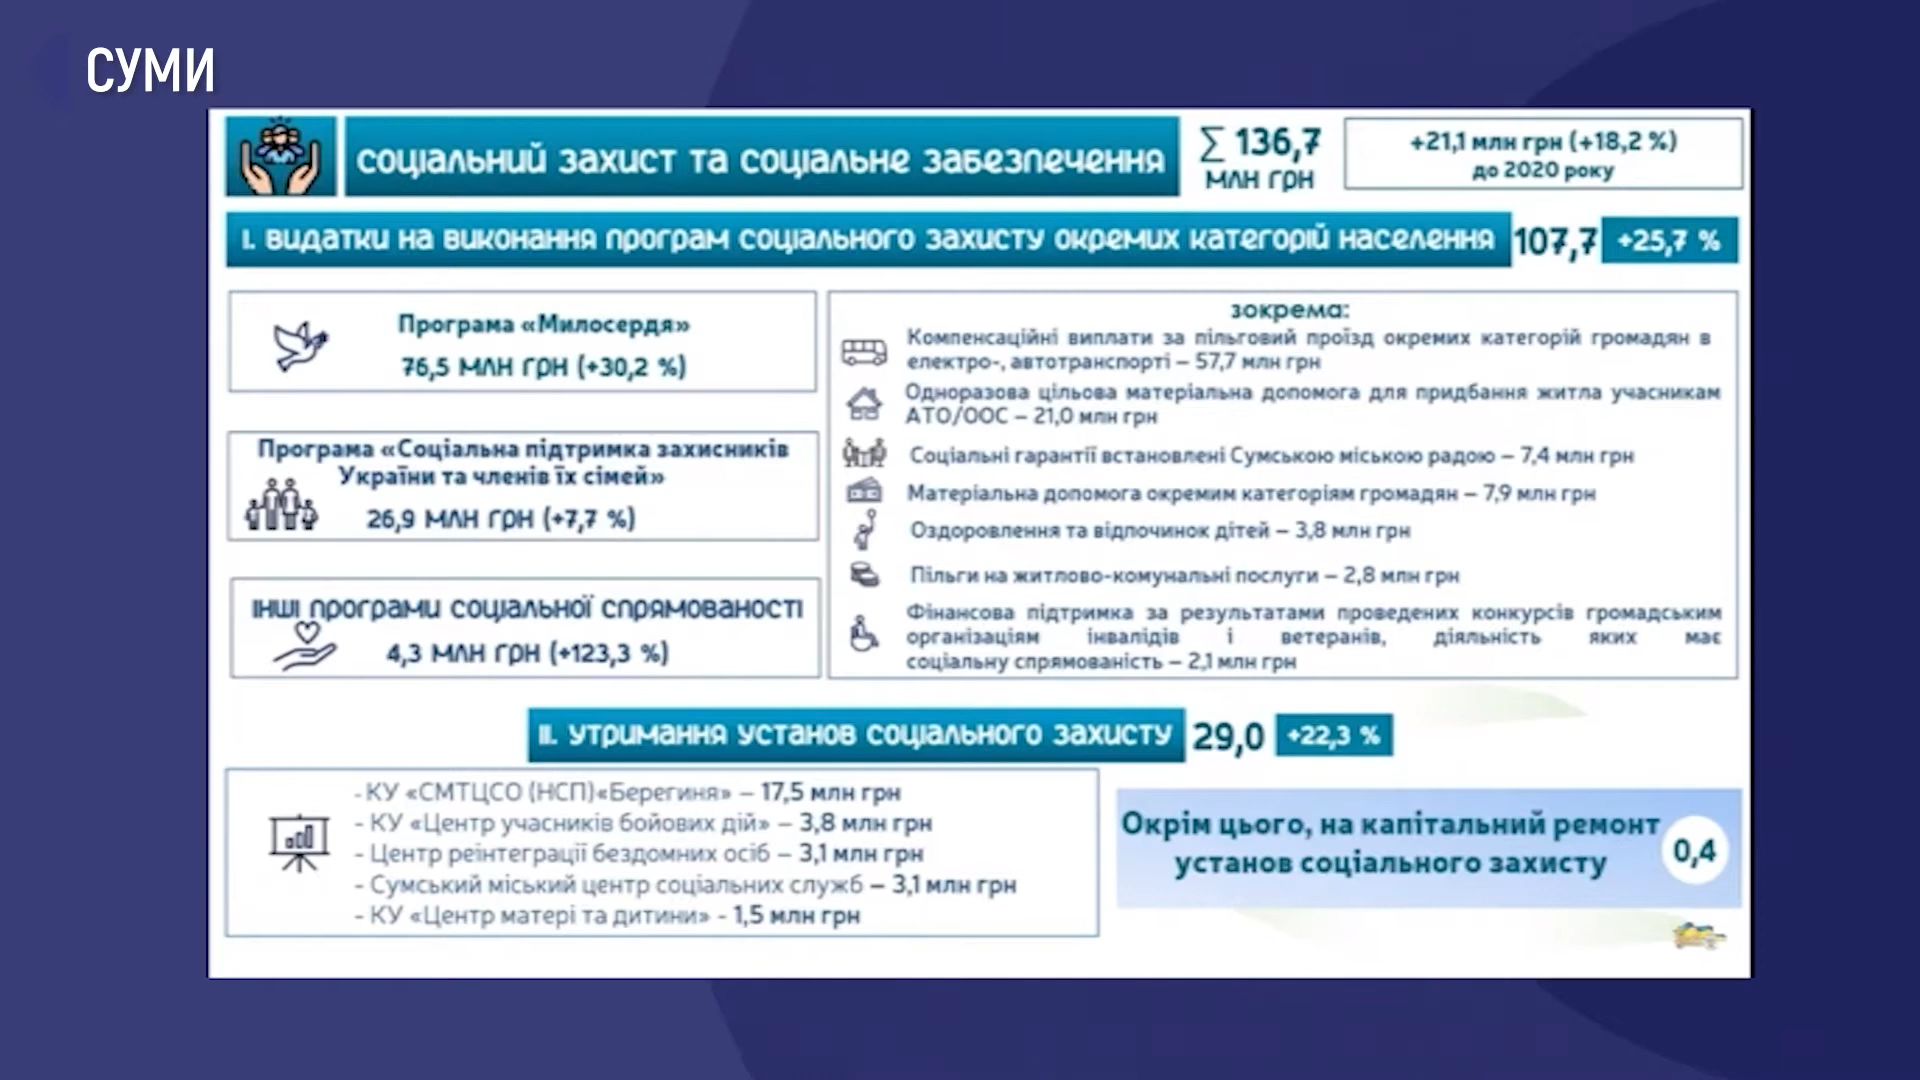 СУМИ
СОЦІАЛЬНИЙ ЗАХИСТ ТА СОЦІАЛЬНЕ ЗАБЕЗПЕЧЕННЯ
∑ 136,7
МЛН ГРН
+21,1 млн грн (+18,2 %)
до 2020 року
І. ВИДАТКИ НА ВИКОНАННЯ ПРОГРАМ СОЦІАЛЬНОГО ЗАХИСТУ ОКРЕМИХ КАТЕГОРІЙ НАСЕЛЕННЯ
107,7
+25,7 %
Програма «Милосердя»
76,5 МЛН ГРН (+30,2 %)
Програма «Соціальна підтримка захисників
України та членів їх сімей»
26,9 МЛН ГРН (+7,7 %)
ІНШІ ПРОГРАМИ СОЦІАЛЬНОЇ СПРЯМОВАНОСТІ
4,3 МЛН ГРН (+123,3 %)
зокрема:
Компенсаційні виплати за пільговий проїзд окремих категорій громадян в
електро-, автотранспорті – 57,7 млн грн
Одноразова цільова матеріальна допомога для придбання житла учасникам
АТО/ООС – 21,0 млн грн
Соціальні гарантії встановлені Сумською міською радою – 7,4 млн грн
Матеріальна допомога окремим категоріям громадян – 7,9 млн грн
Оздоровлення та відпочинок дітей – 3,8 млн грн
Пільги на житлово-комунальні послуги – 2,8 млн грн
Фінансова підтримка за результатами проведених конкурсів громадським
організаціям інвалідів і ветеранів, діяльність яких має
соціальну спрямованість – 2,1 млн грн
ІІ. УТРИМАННЯ УСТАНОВ СОЦІАЛЬНОГО ЗАХИСТУ
29,0
+22,3 %
- КУ «СМТЦСО (НСП)«Берегиня» – 17,5 млн грн
- КУ «Центр учасників бойових дій» – 3,8 млн грн
- Центр реінтеграції бездомних осіб – 3,1 млн грн
- Сумський міський центр соціальних служб – 3,1 млн грн
- КУ «Центр матері та дитини» - 1,5 млн грн
Окрім цього, на капітальний ремонт
установ соціального захисту
0,4